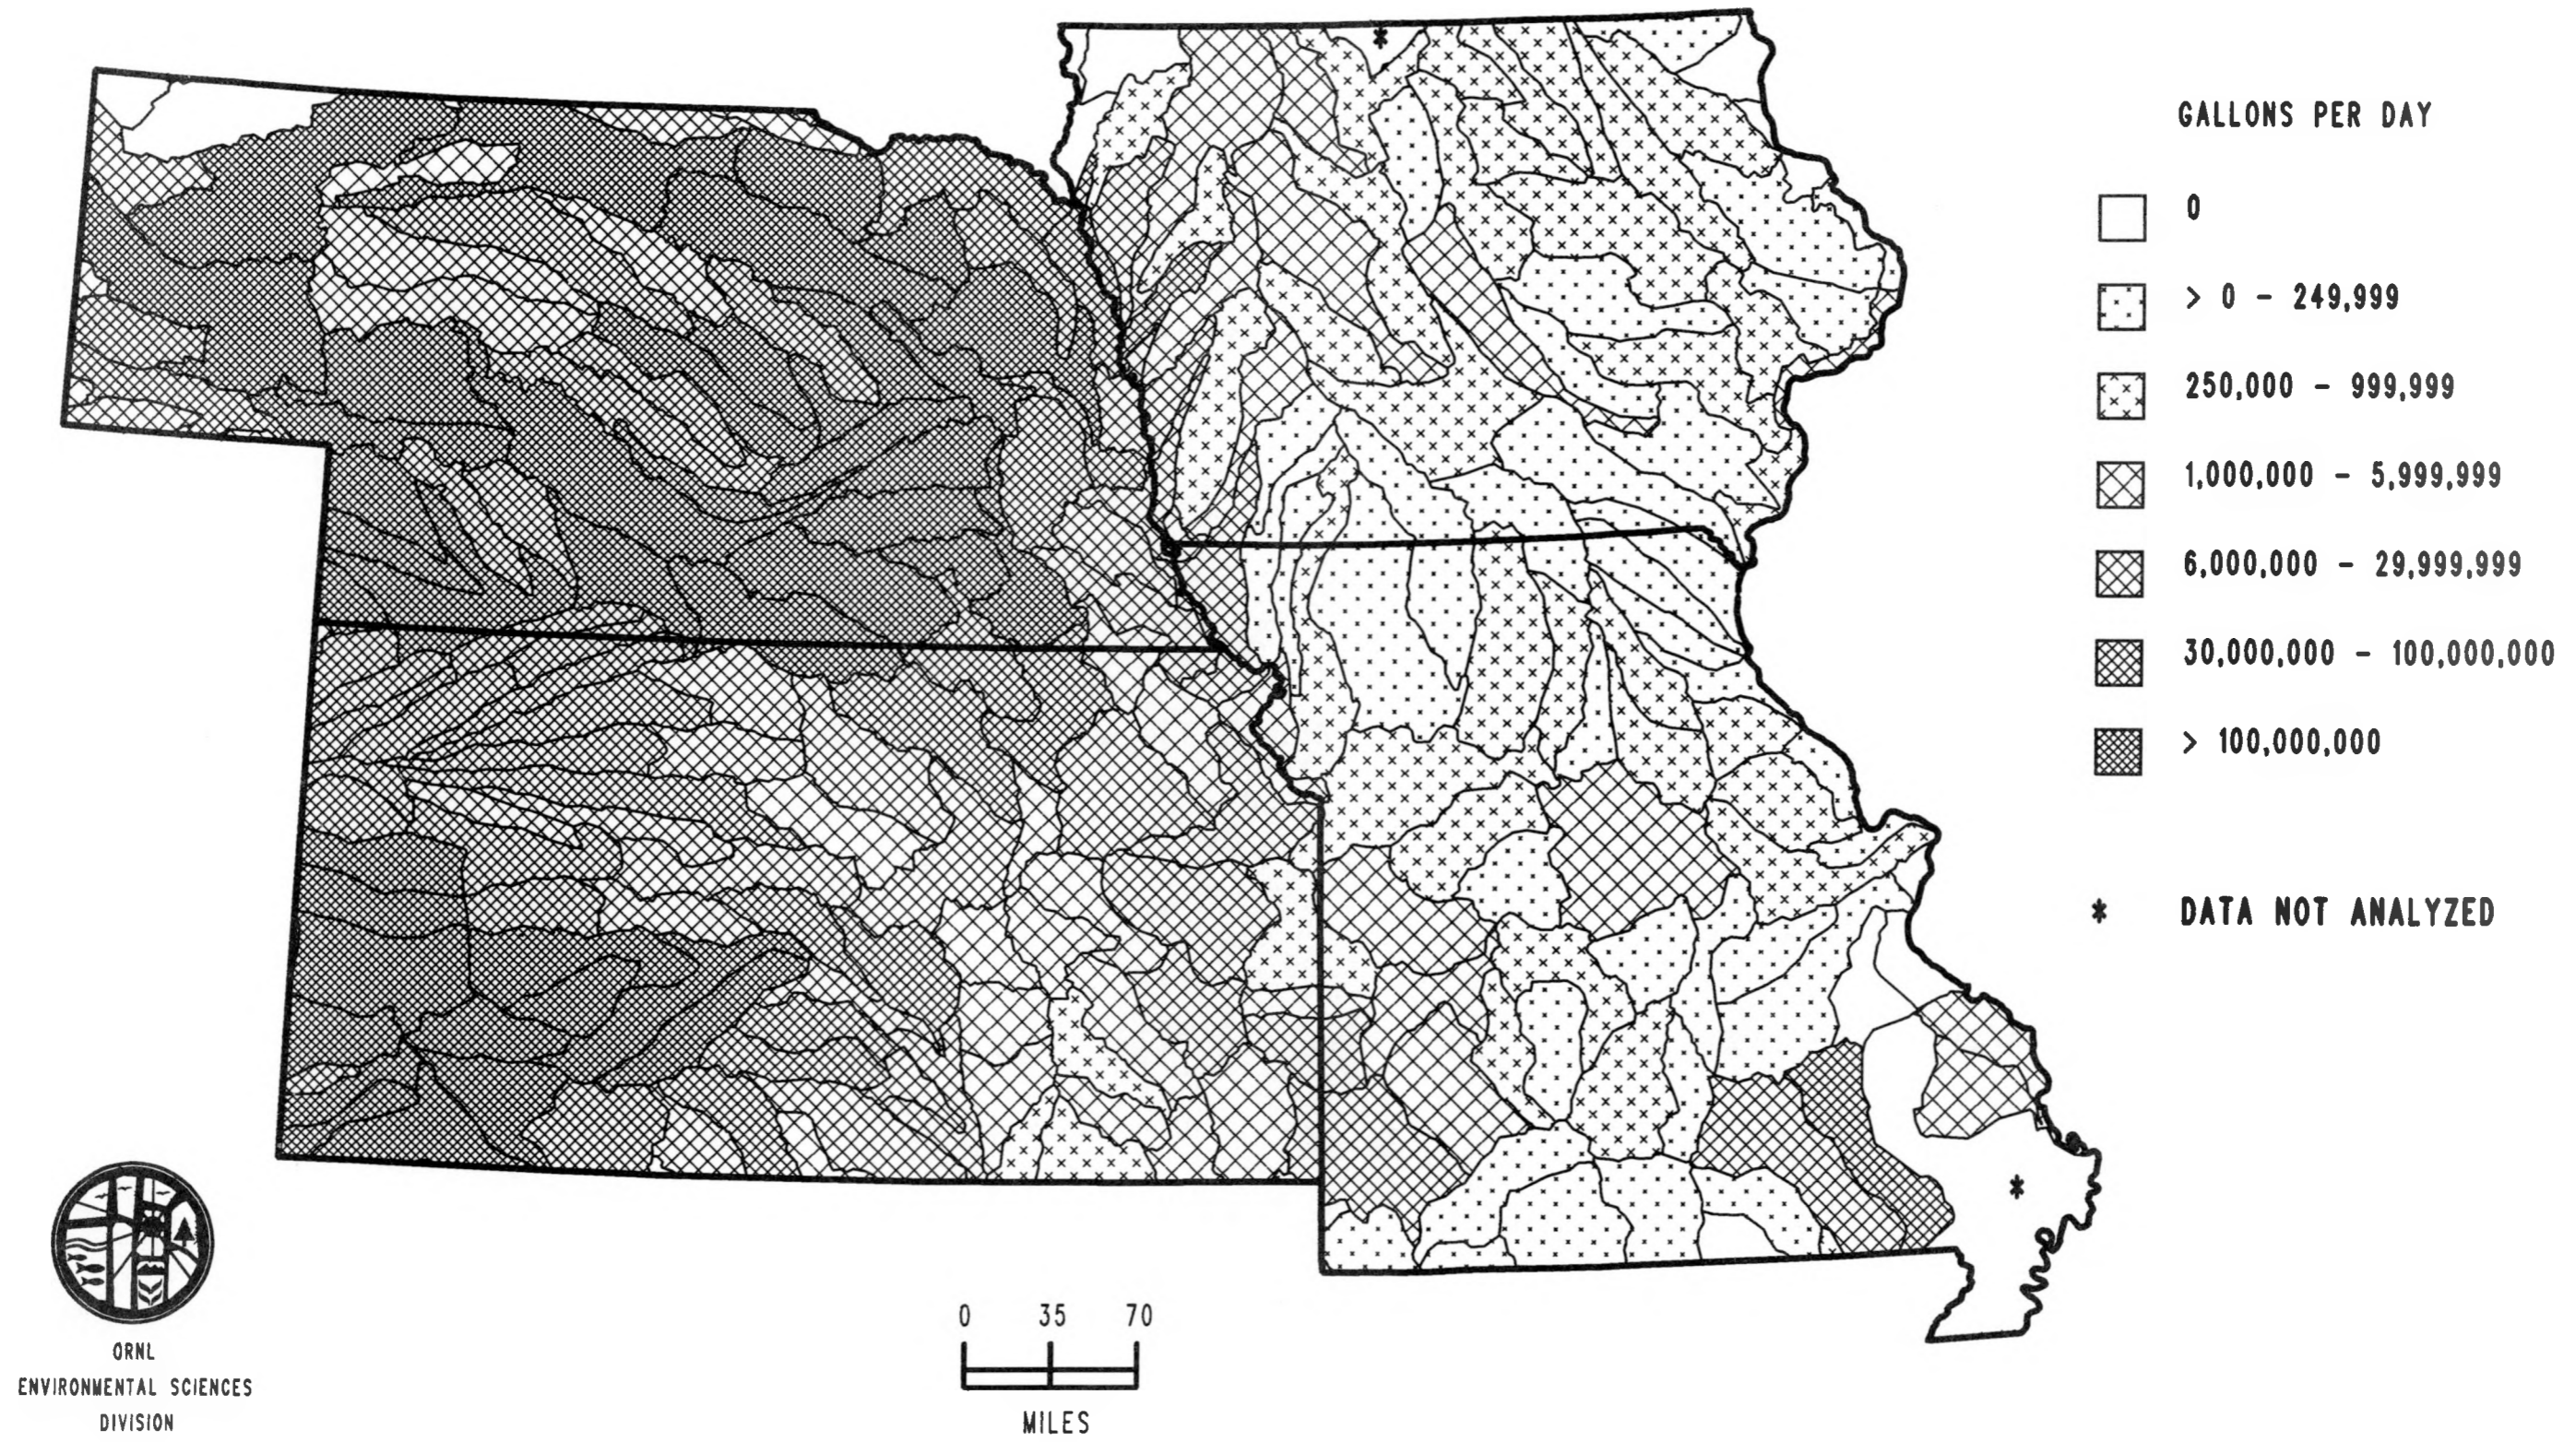 GALLONS PER DAY
0
> 0 - 249,999
250,000 - 999,999
1,000,000 - 5,999,999
6,000,000 - 29,999,999
30,000,000 - 100,000,000
> 100,000,000
* DATA NOT ANALYZED
*
*
0 35 70
MILES
ORNL
ENVIRONMENTAL SCIENCES
DIVISION